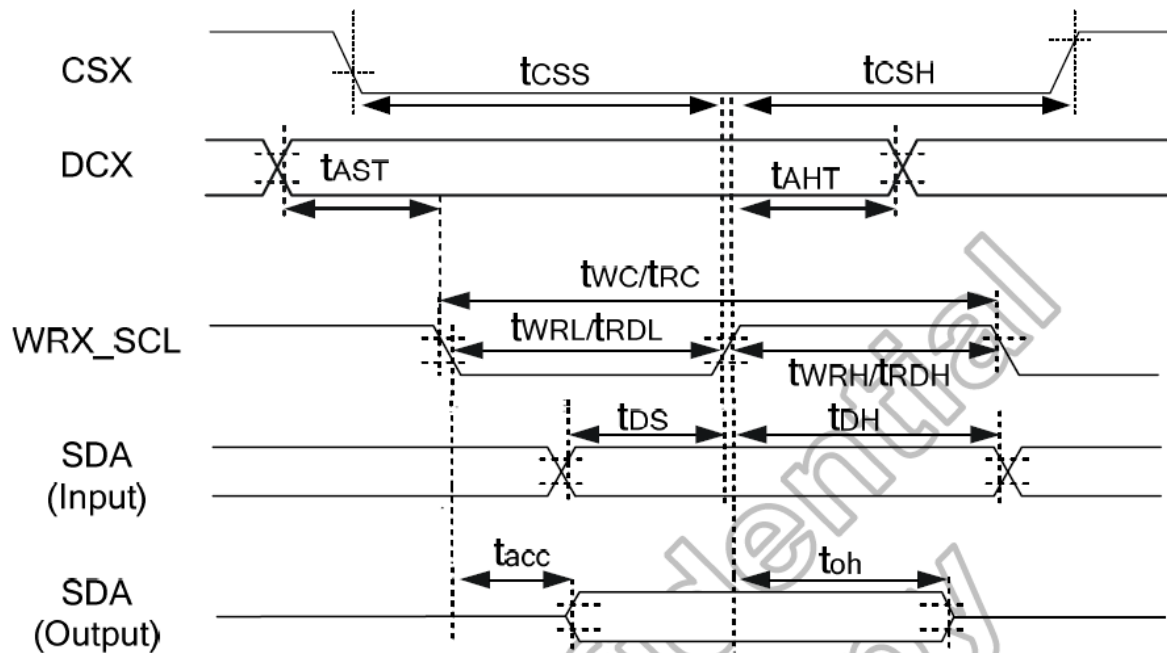 CSX
tCSS
tCSH
DCX
tAST
tAHT
tWC/tRC
WRX_SCL
tWRL/tRDL
tWRH/tRDH
SDA
(Input)
tDS
tDH
SDA
(Output)
tacc
toh